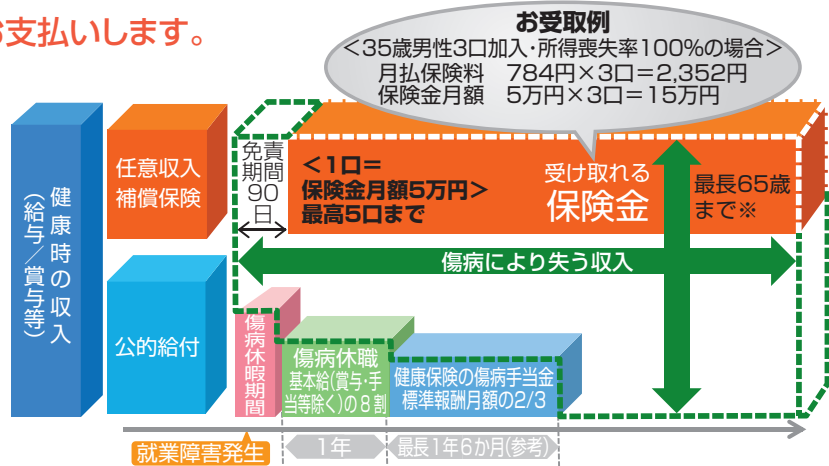 お支払いします。
お受取例
＜35歳男性3口加入・所得喪失率100%の場合＞
月払保険料　784円×3口＝2,352円
保険金月額　5万円×3口＝15万円
健康時の収入
（給与／賞与等）
任意収入
補償保険
公的給付
免責
期間
90
日
＜1口＝
保険金月額5万円＞
最高5口まで
受け取れる
保険金
最長65歳
まで※
傷病により失う収入
傷病休暇期間
傷病休職
基本給(賞与・手
当等除く)の8割
健康保険の傷病手当金
標準報酬月額の2/3
就業障害発生
1年
最長1年6か月(参考)